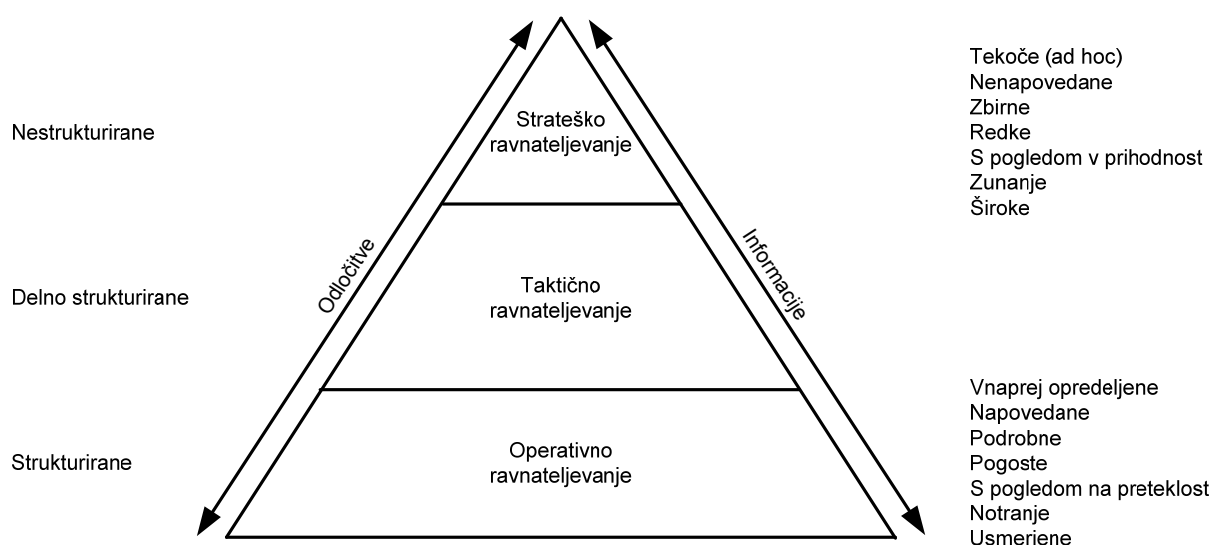 Nestrukturirane
Delno strukturirane
Strukturirane
Odločitve
Strateško
ravnateljevanje
Taktično
ravnateljevanje
Operativno
ravnateljevanje
Informacije
Tekoče (ad hoc)
Nenapovedane
Zbirne
Redke
S pogledom v prihodnost
Zunanje
Široke
Vnaprej opredeljene
Napovedane
Podrobne
Pogoste
S pogledom na preteklost
Notranje
Usmerjene